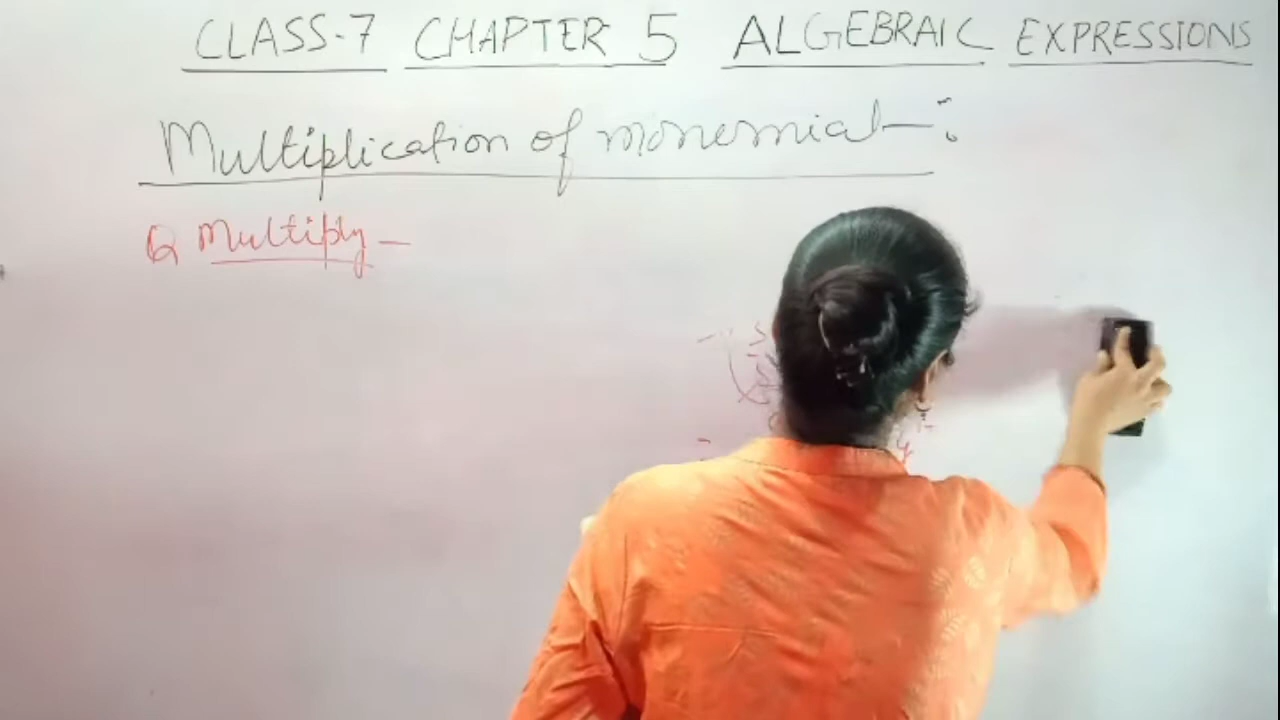 CLASS-7 CHAPTER 5 ALGEBRAIC EXPRESSIONS
Multiplication of monomial-:
Q Multiply-